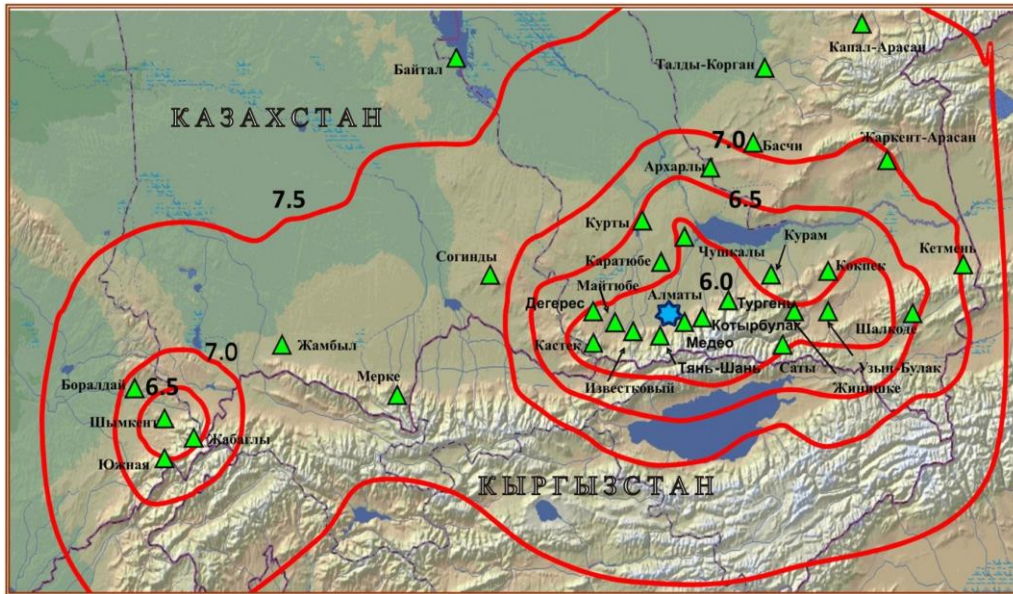 Капал-Арасан
Байтал
Талды-Корган
КАЗАХСТАН
7.0
Басчи
Жаркент-Арасан
Архарлы
7.5
6.5
Курты
Чушкалы
Курам
Согинды
Каратюбе
Кокпек
Кетмень
Майтюбе
6.0
Дегерес
Алматы
Тургень
Котырбулак
Шалкоде
Кастек
Медео
Жамбыл
7.0
Тянь-Шань
Саты
Узын-Булак
Известковый
Жинишке
Мерке
Боралдай
6.5
Шымкент
Жабаглы
Южная
КЫРГЫЗСТАН